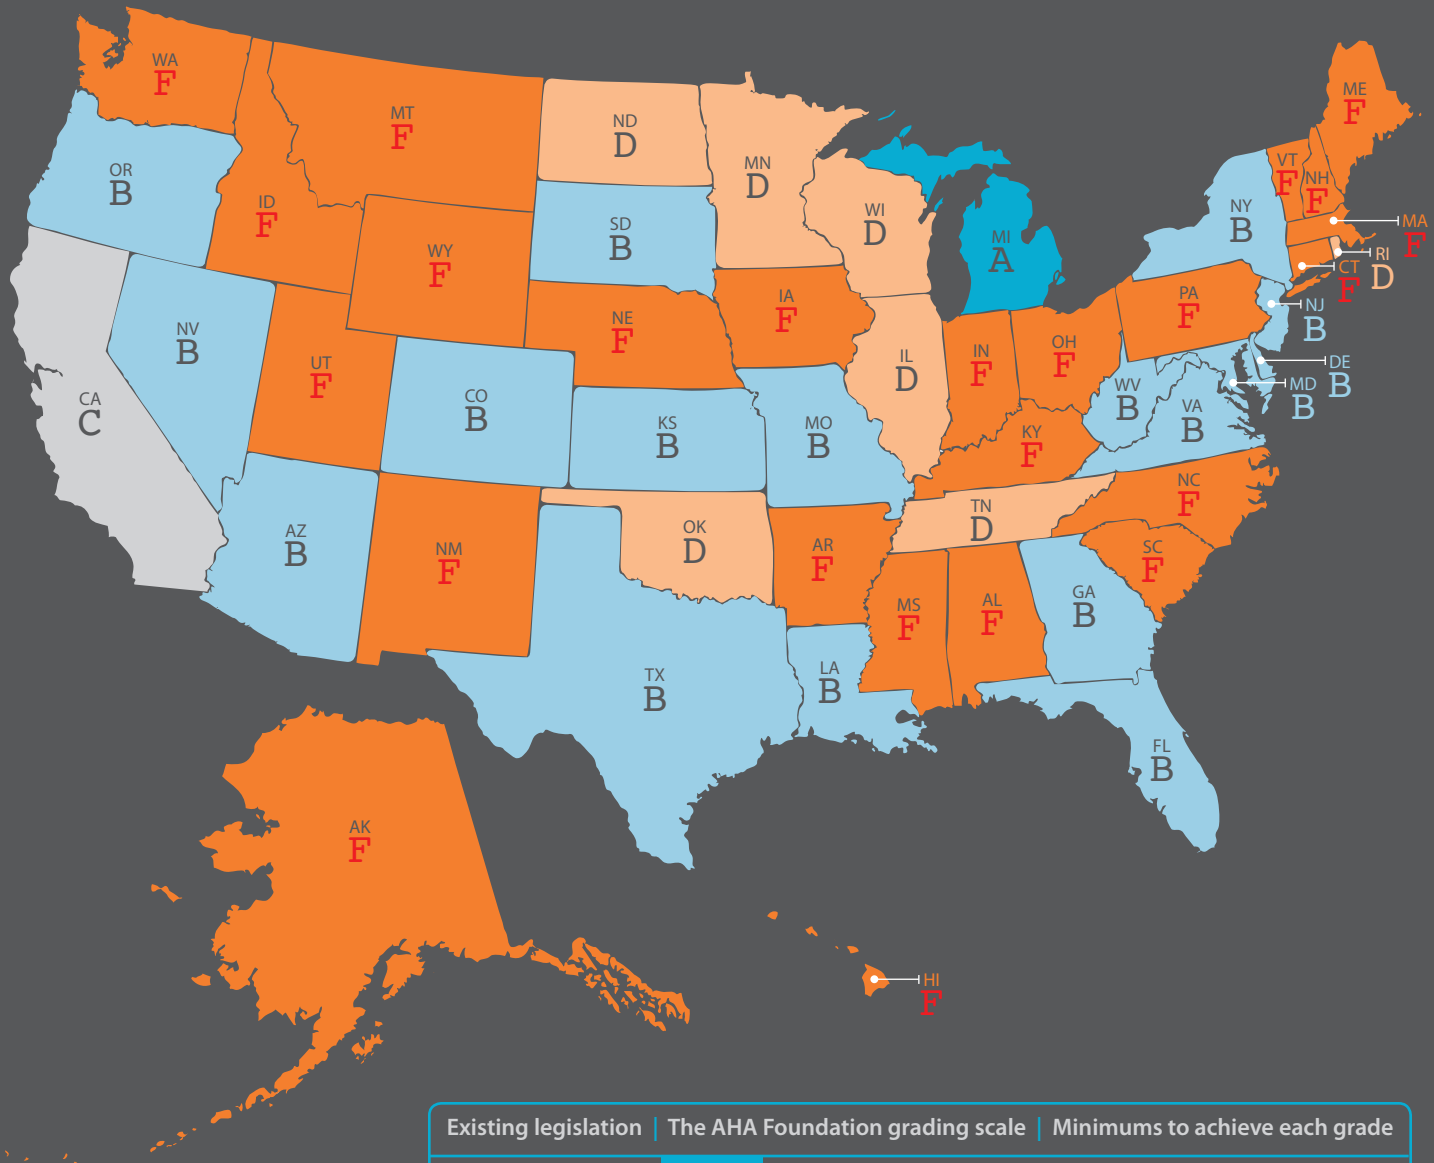 WA
F
MT
F
ND
D
MN
D
ME
F
OR
B
ID
F
WY
F
SD
B
WI
D
MI
A
NY
B
VT
F
NH
F
MA
F
RI
D
CT
F
NJ
B
DE
B
MD
B
CA
C
NV
B
UT
F
CO
B
NE
F
KS
B
IA
F
MO
B
IL
D
IN
F
OH
F
PA
F
WV
B
VA
B
KY
F
NC
F
TN
D
SC
F
AZ
B
NM
F
OK
D
AR
F
MS
F
AL
F
GA
B
TX
B
LA
B
FL
B
AK
F
HI
F
Existing legislation | The AHA Foundation grading scale | Minimums to achieve each grade